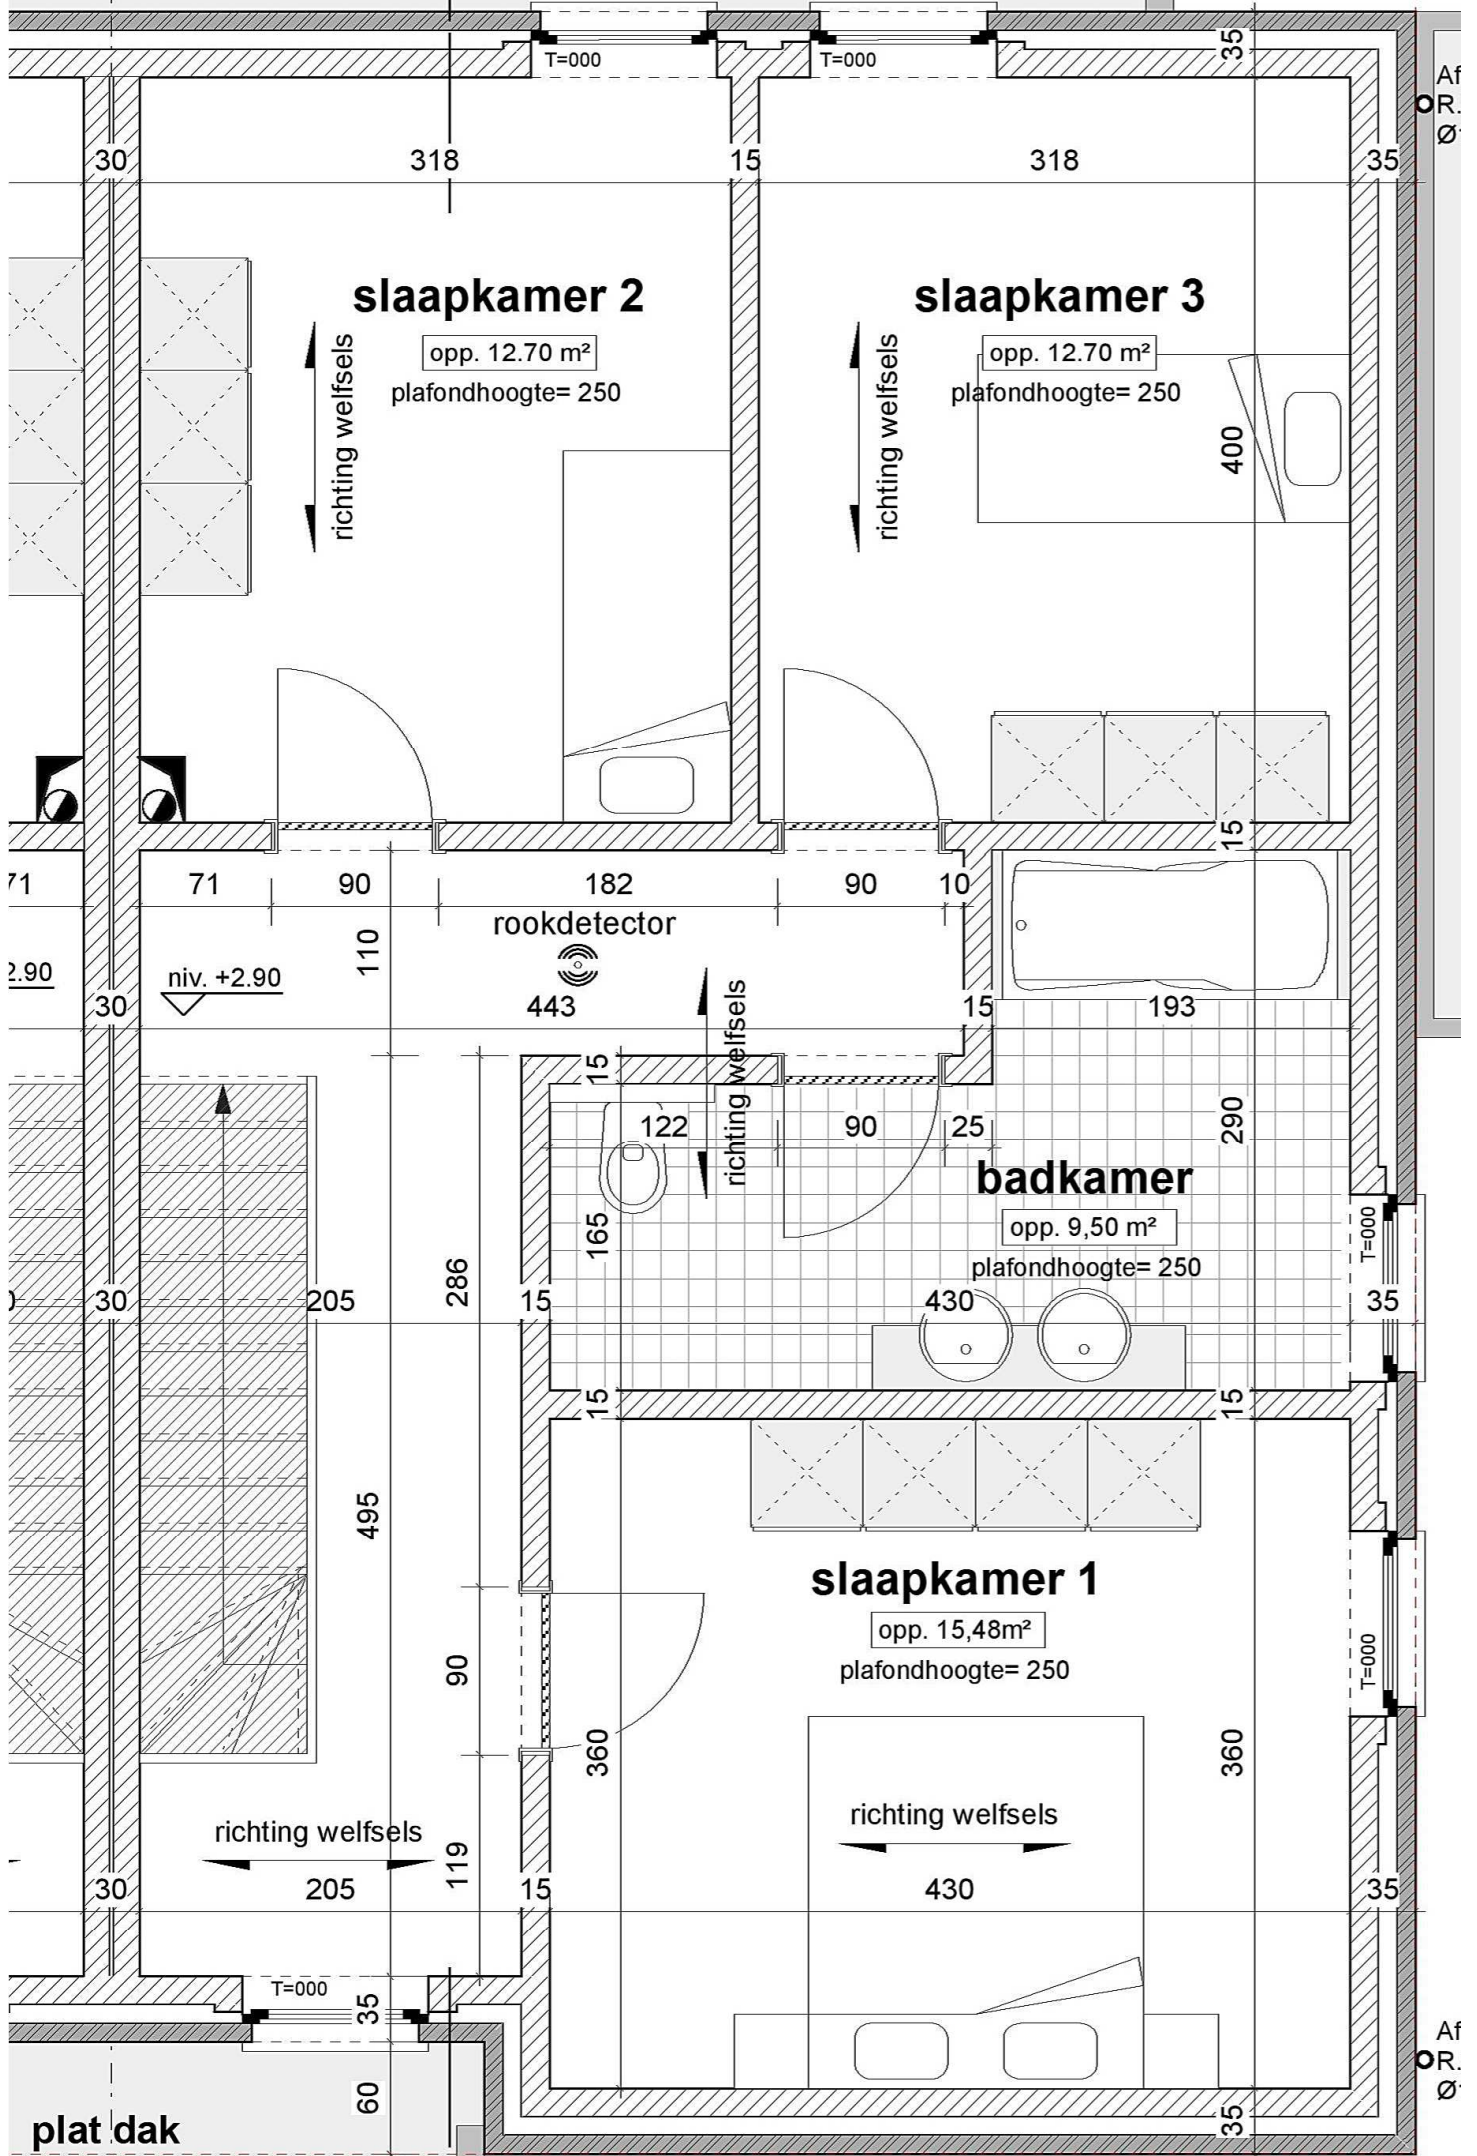 35
T=000
T=000
Af
R.
Ø
30
318
15
318
35
slaapkamer 2
slaapkamer 3
opp. 12.70 m²
opp. 12.70 m²
plafondhoogte= 250
plafondhoogte= 250
richting welfsels
richting welfsels
400
15
71
71
90
182
90
10
rookdetector
110
2.90
niv. +2.90
30
443
15
193
richting welfsels
15
122
90
25
290
badkamer
opp. 9,50 m²
plafondhoogte= 250
T=000
165
286
30
205
15
430
35
15
15
495
slaapkamer 1
opp. 15,48m²
plafondhoogte= 250
T=000
90
360
360
richting welfsels
richting welfsels
119
30
205
15
430
35
T=000
35
60
Af
R.
Ø
plat dak
35